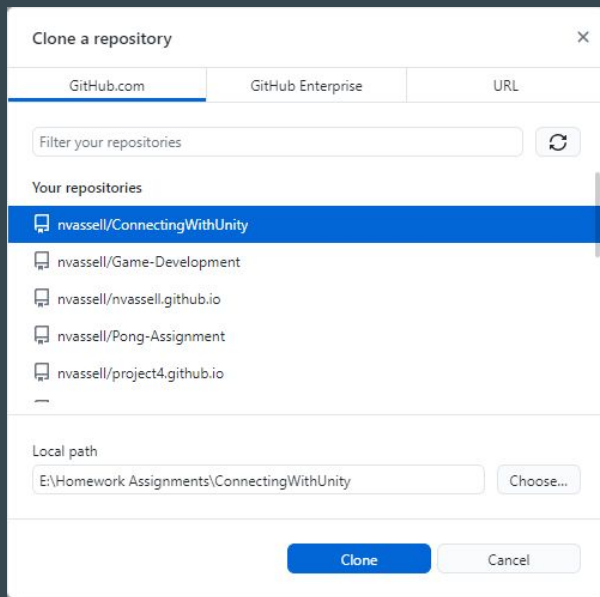 Clone a repository
GitHub.com GitHub Enterprise URL
Filter your repositories
Your repositories
nvassell/ConnectingWithUnity
nvassell/Game-Development
nvassell/nvassell.github.io
nvassell/Pong-Assignment
nvassell/project4.github.io
Local path
E:\Homework Assignments\ConnectingWithUnity Choose...
Clone Cancel